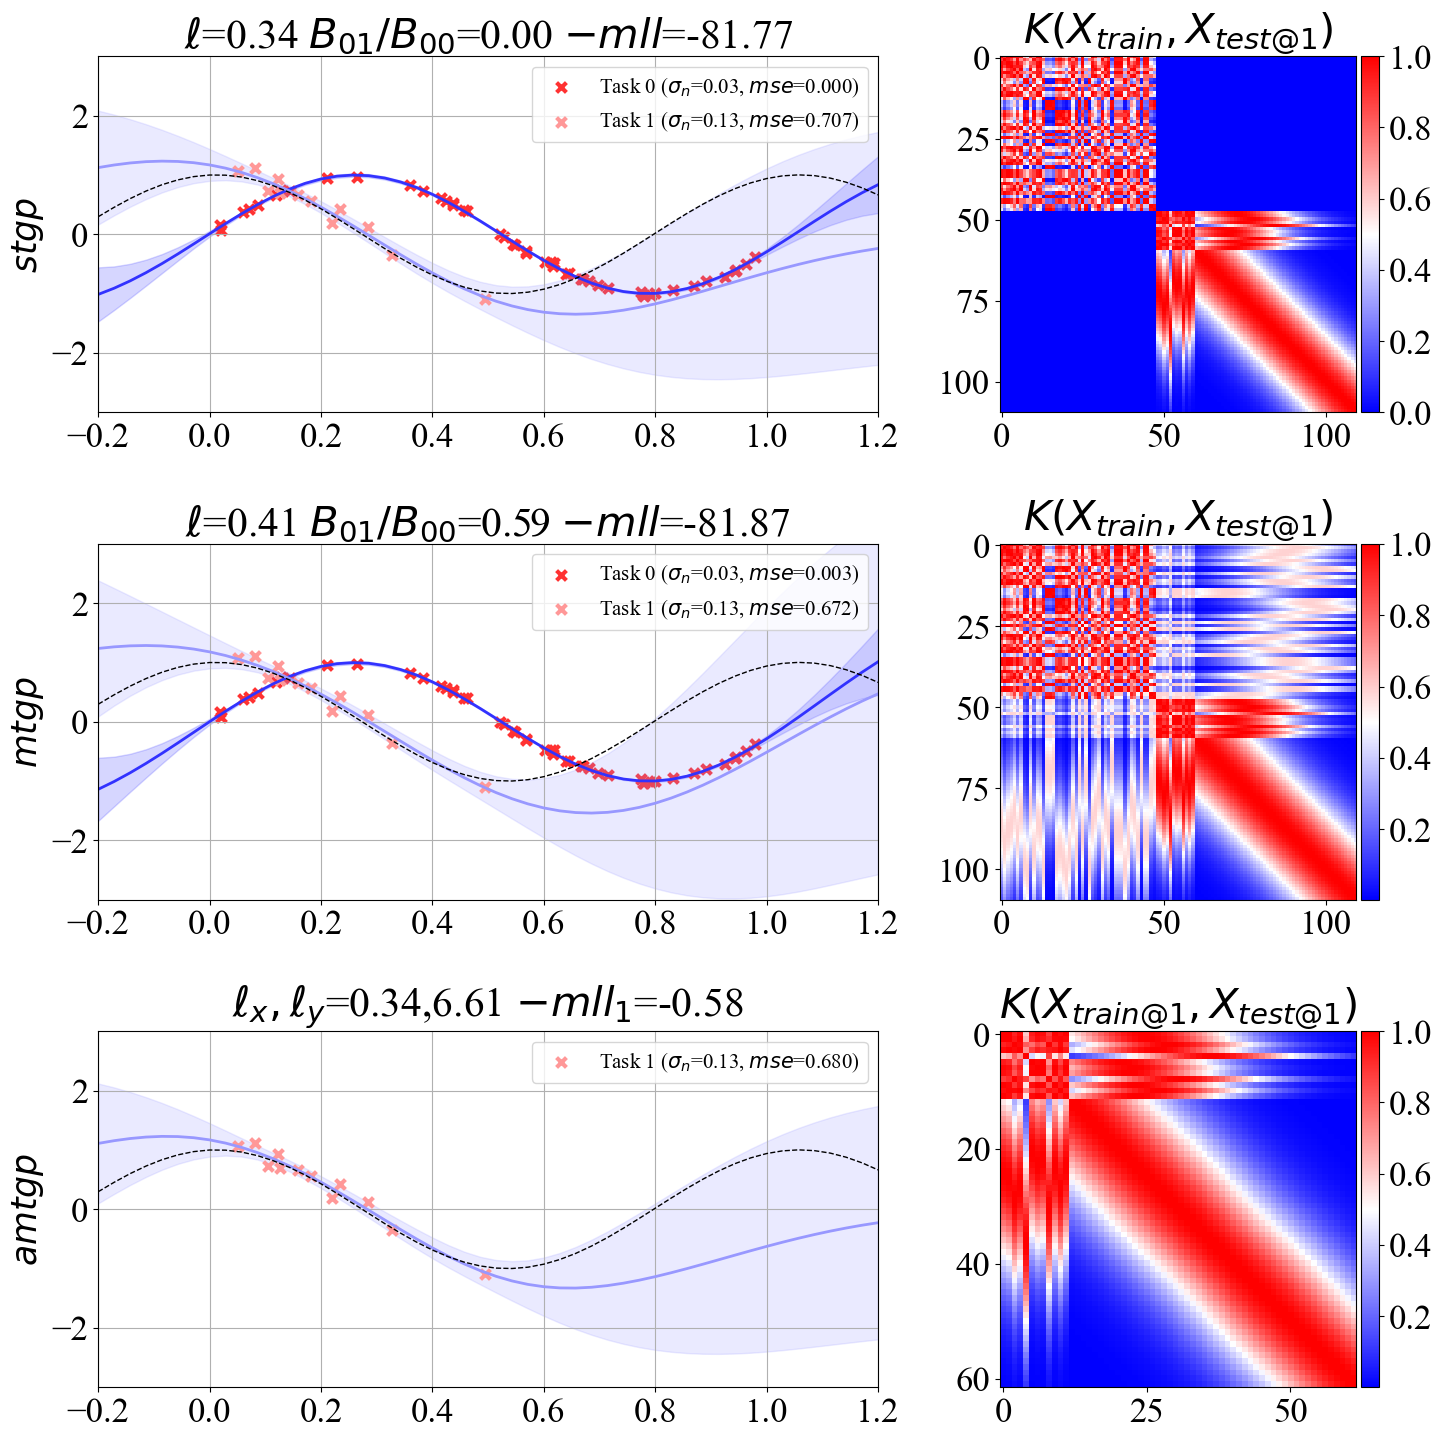 ℓ=0.34 B₀₁/B₀₀=0.00 −mll=-81.77
K(X_train, X_test@1)
Task 0 (σₙ=0.03, mse=0.000)
Task 1 (σₙ=0.13, mse=0.707)
stgp
2
0
−2
−0.2 0.0 0.2 0.4 0.6 0.8 1.0 1.2
0
25
50
75
100
0 50 100
1.0
0.8
0.6
0.4
0.2
0.0
ℓ=0.41 B₀₁/B₀₀=0.59 −mll=-81.87
K(X_train, X_test@1)
Task 0 (σₙ=0.03, mse=0.003)
Task 1 (σₙ=0.13, mse=0.672)
mtgp
2
0
−2
−0.2 0.0 0.2 0.4 0.6 0.8 1.0 1.2
0
25
50
75
100
0 50 100
1.0
0.8
0.6
0.4
0.2
ℓₓ, ℓ_y=0.34,6.61 −mll₁=-0.58
K(X_train@1, X_test@1)
Task 1 (σₙ=0.13, mse=0.680)
amtgp
2
0
−2
−0.2 0.0 0.2 0.4 0.6 0.8 1.0 1.2
0
20
40
60
0 25 50
1.0
0.8
0.6
0.4
0.2